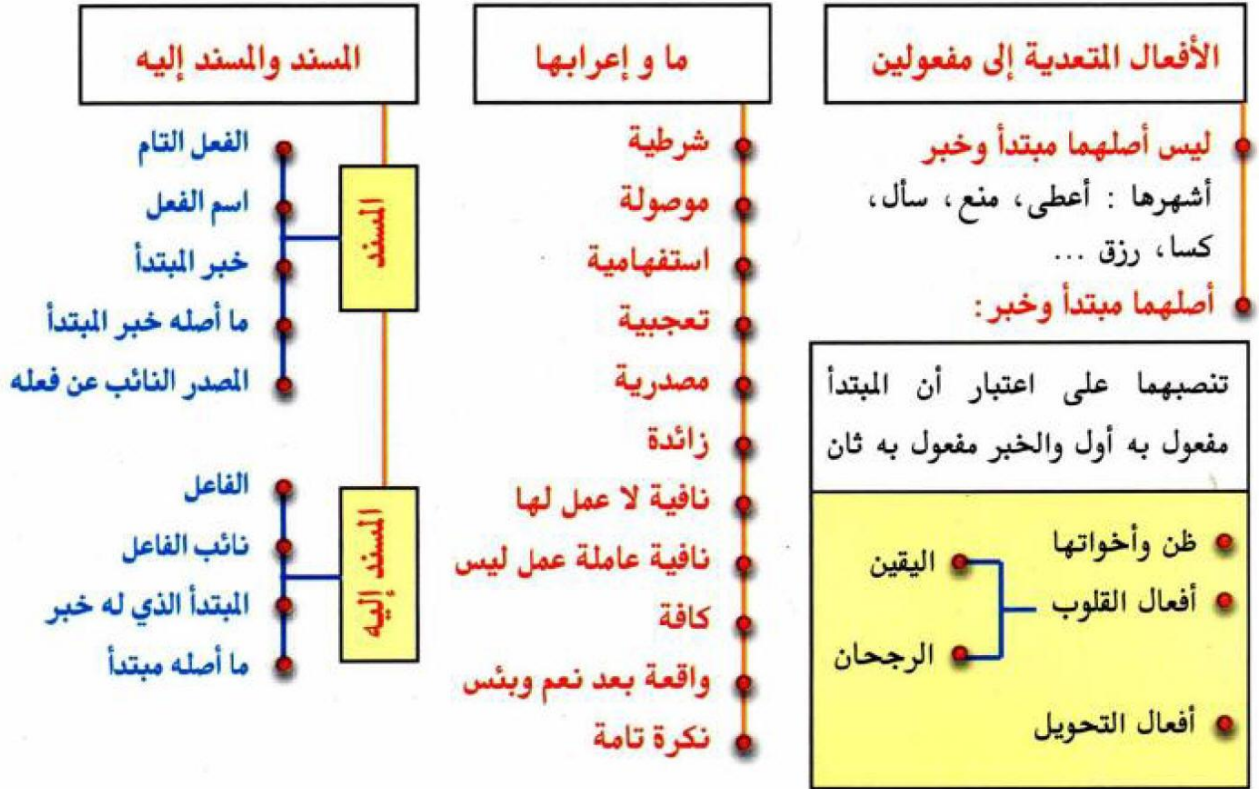 الأفعال المتعدية إلى مفعولين
ليس أصلهما مبتدأ وخبر
أشهرها : أعطى، منع، سأل،
كسا، رزق ...
أصلهما مبتدأ وخبر:
تنصبهما على اعتبار أن المبتدأ
مفعول به أول والخبر مفعول به ثان
ظن وأخواتها
أفعال القلوب
اليقين
الرجحان
أفعال التحويل
ما و إعرابها
شرطية
موصولة
استفهامية
تعجبية
مصدرية
زائدة
نافية لا عمل لها
نافية عاملة عمل ليس
كافة
واقعة بعد نعم وبئس
نكرة تامة
المسند والمسند إليه
المسند
الفعل التام
اسم الفعل
خبر المبتدأ
ما أصله خبر المبتدأ
المصدر النائب عن فعله
المسند إليه
الفاعل
نائب الفاعل
المبتدأ الذي له خبر
ما أصله مبتدأ